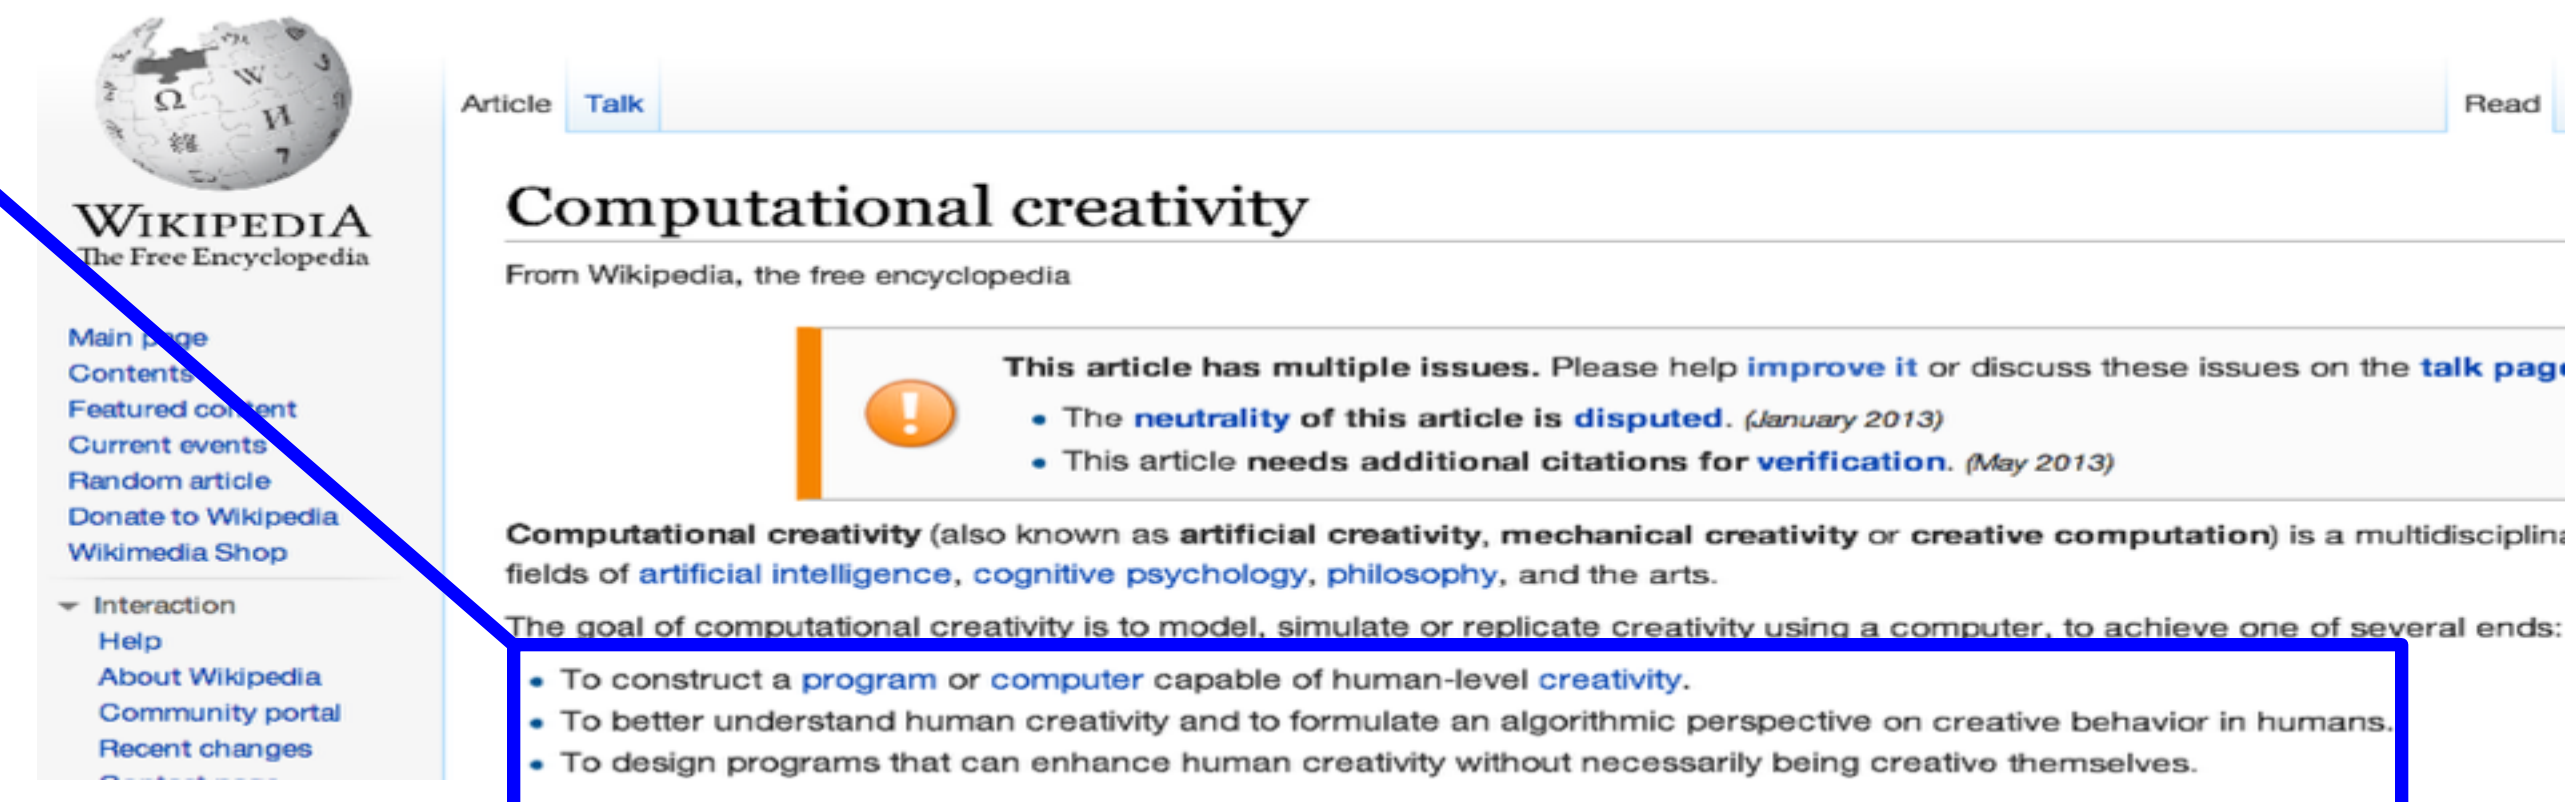 WIKIPEDIA
The Free Encyclopedia
Main page
Contents
Featured content
Current events
Random article
Donate to Wikipedia
Wikimedia Shop
Interaction
Help
About Wikipedia
Community portal
Recent changes
Article Talk Read
Computational creativity
From Wikipedia, the free encyclopedia
This article has multiple issues. Please help improve it or discuss these issues on the talk page
• The neutrality of this article is disputed. (January 2013)
• This article needs additional citations for verification. (May 2013)
Computational creativity (also known as artificial creativity, mechanical creativity or creative computation) is a
fields of artificial intelligence, cognitive psychology, philosophy, and the arts.
The goal of computational creativity is to model, simulate or replicate creativity using a computer, to achieve one of several ends:
• To construct a program or computer capable of human-level creativity.
• To better understand human creativity and to formulate an algorithmic perspective on creative behavior in humans.
• To design programs that can enhance human creativity without necessarily being creative themselves.